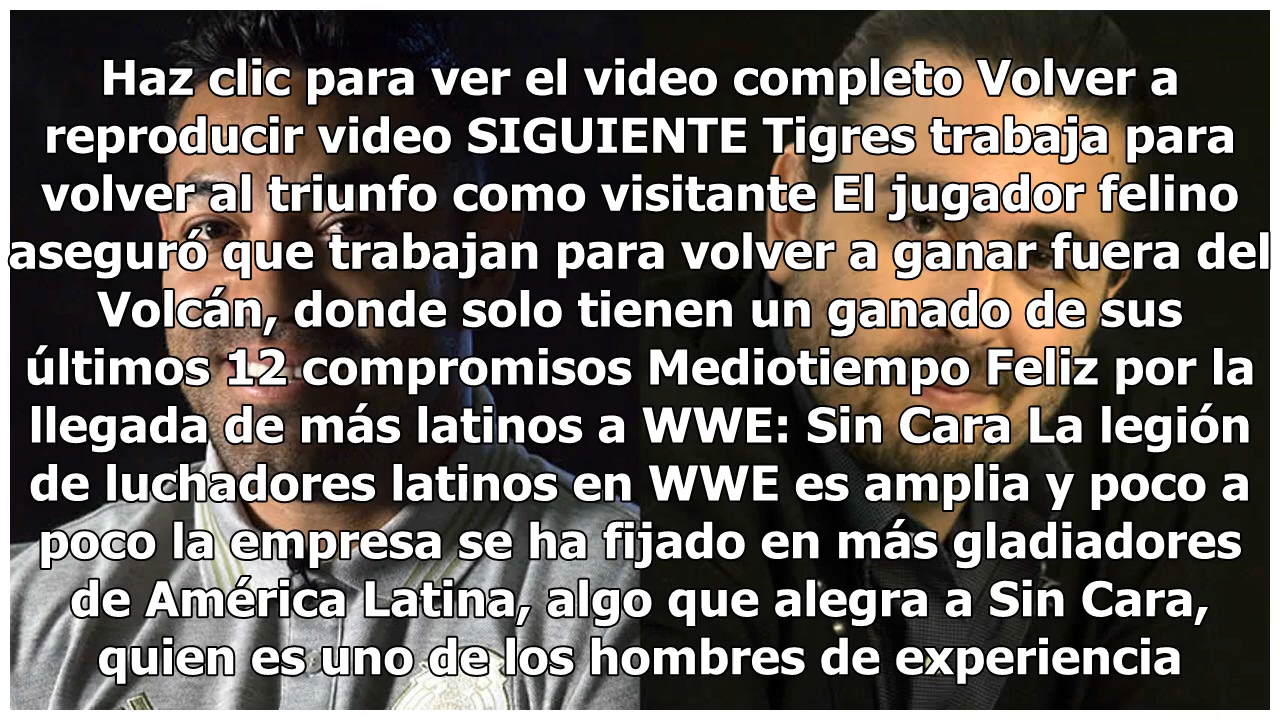 Haz clic para ver el video completo Volver a
reproducir video SIGUIENTE Tigres trabaja para
volver al triunfo como visitante El jugador felino
aseguró que trabajan para volver a ganar fuera del
Volcán, donde solo tienen un ganado de sus
últimos 12 compromisos Mediotiempo Feliz por la
llegada de más latinos a WWE: Sin Cara La legión
de luchadores latinos en WWE es amplia y poco a
poco la empresa se ha fijado en más gladiadores
de América Latina, algo que alegra a Sin Cara,
quien es uno de los hombres de experiencia